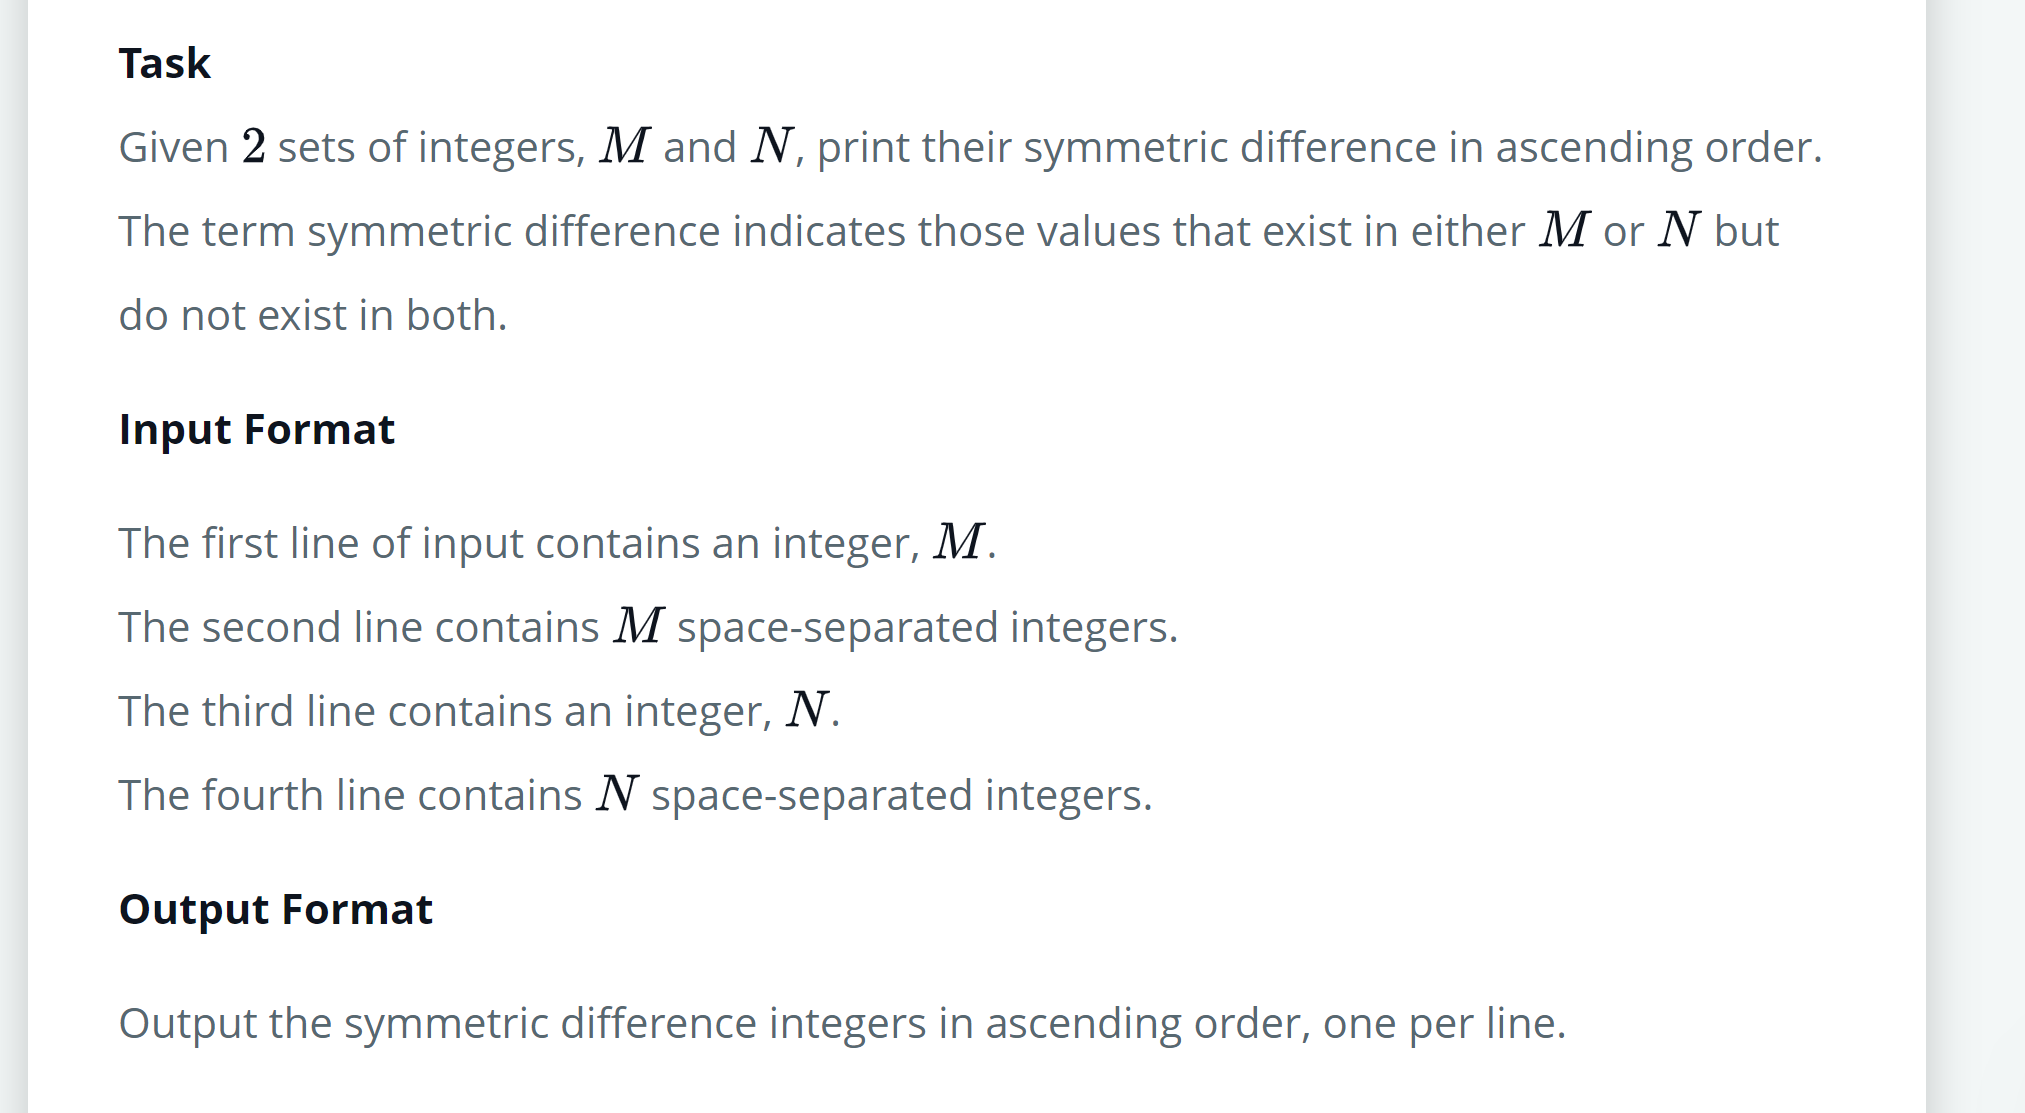 Task
Given 2 sets of integers, M and N, print their symmetric difference in ascending order.
The term symmetric difference indicates those values that exist in either M or N but
do not exist in both.
Input Format
The first line of input contains an integer, M.
The second line contains M space-separated integers.
The third line contains an integer, N.
The fourth line contains N space-separated integers.
Output Format
Output the symmetric difference integers in ascending order, one per line.